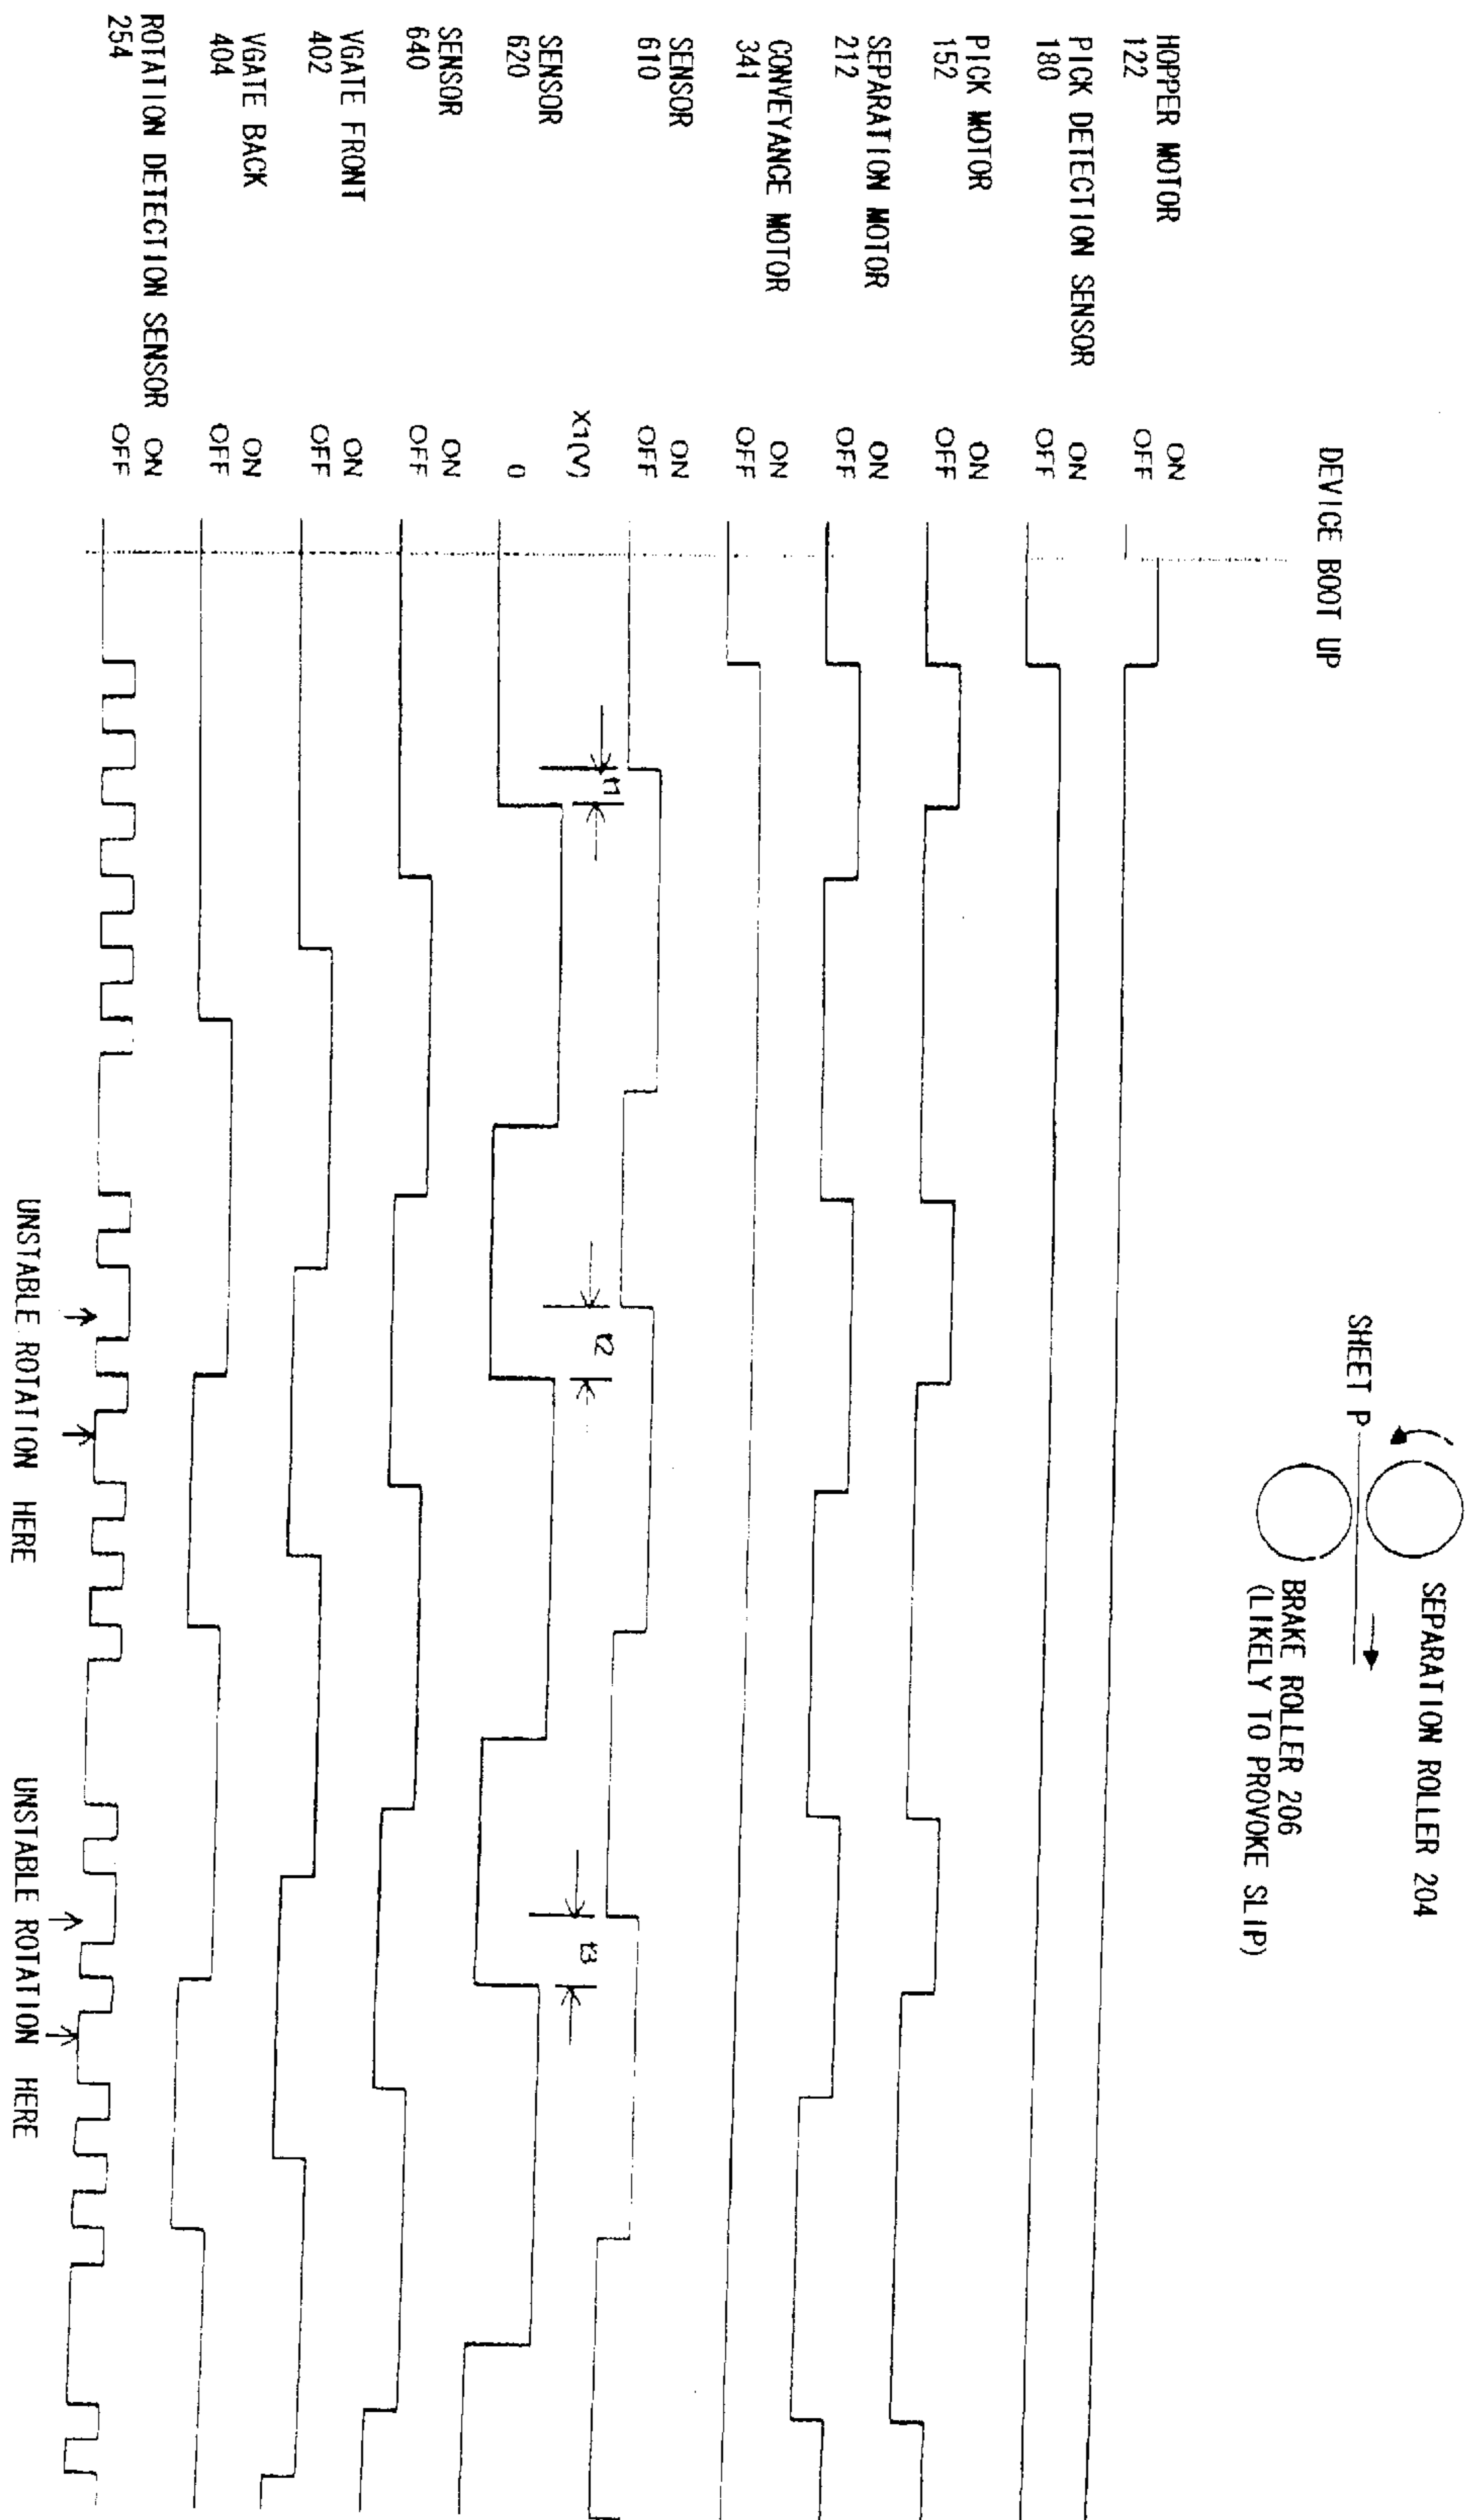 DEVICE BOOT UP
SHEET P
SEPARATION ROLLER 204
BRAKE ROLLER 206
(LIKELY TO PROVOKE SLIP)
HOPPER MOTOR
122
ON
OFF
PICK DETECTION SENSOR
180
ON
OFF
PICK MOTOR
152
ON
OFF
SEPARATION MOTOR
212
ON
OFF
CONVEYANCE MOTOR
341
ON
OFF
SENSOR
610
ON
OFF
SENSOR
620
X1(V)
0
t1
t2
t3
SENSOR
640
ON
OFF
VGATE FRONT
402
ON
OFF
VGATE BACK
404
ON
OFF
ROTATION DETECTION SENSOR
254
ON
OFF
UNSTABLE ROTATION HERE
UNSTABLE ROTATION HERE